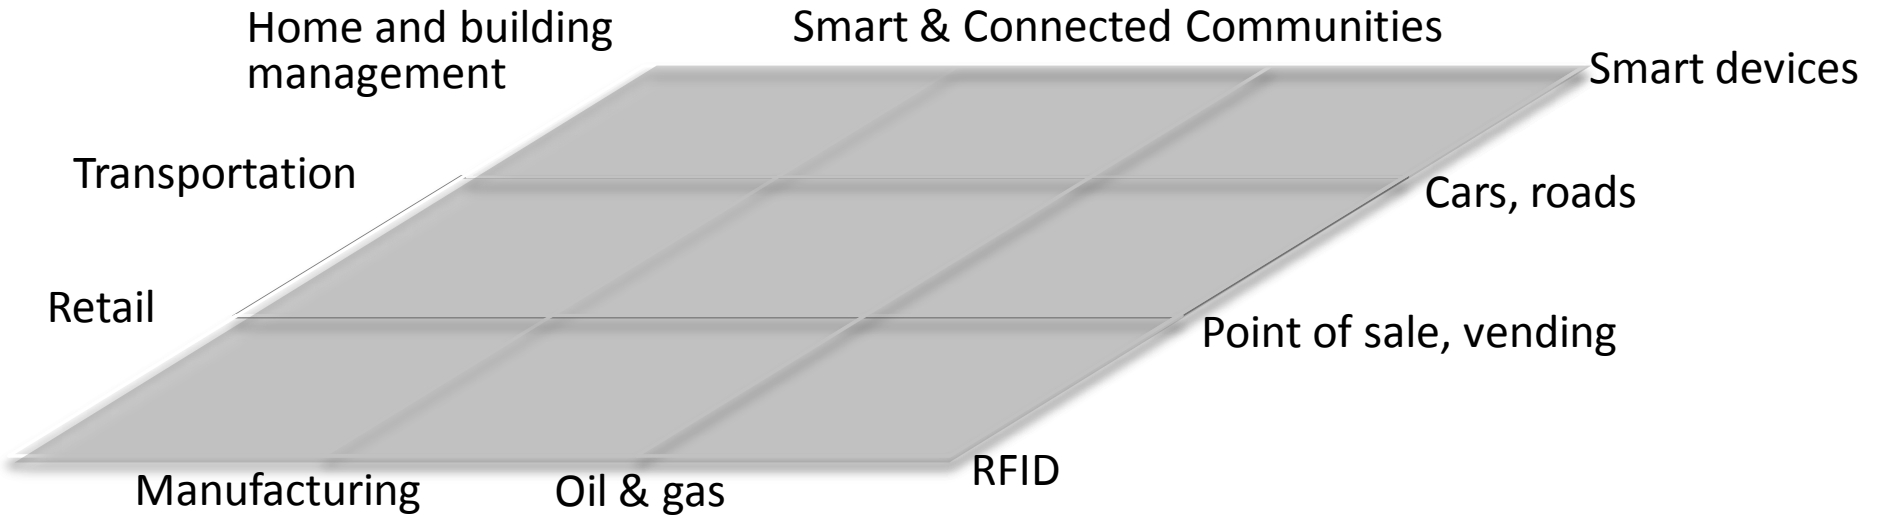 Home and building
management
Smart & Connected Communities
Smart devices
Transportation
Cars, roads
Retail
Point of sale, vending
Manufacturing
Oil & gas
RFID